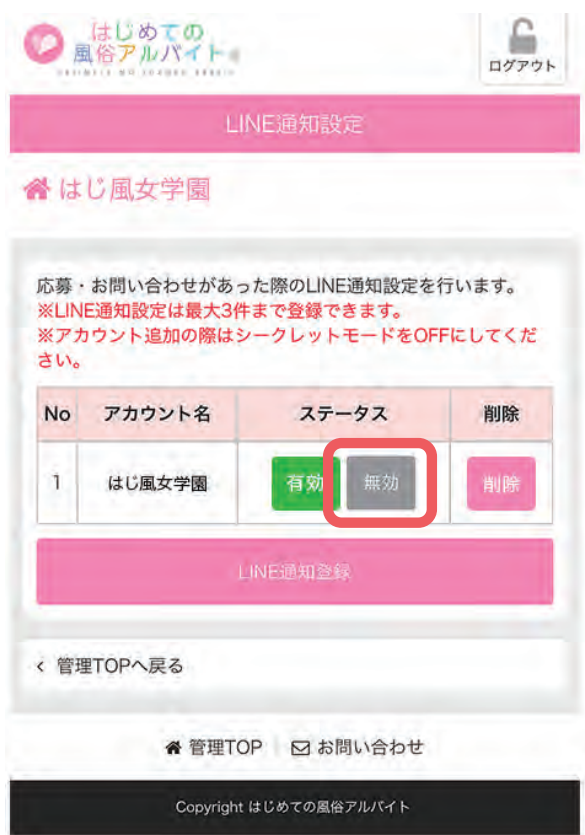 はじめての
風俗アルバイト
ログアウト
LINE通知設定
はじ風女学園
応募・お問い合わせがあった際のLINE通知設定を行います。
※LINE通知設定は最大3件まで登録できます。
※アカウント追加の際はシークレットモードをOFFにしてくだ
さい。
No アカウント名 ステータス 削除
1 はじ風女学園 有効 無効 削除
LINE通知登録
< 管理TOPへ戻る
管理TOP お問い合わせ
Copyright はじめての風俗アルバイト